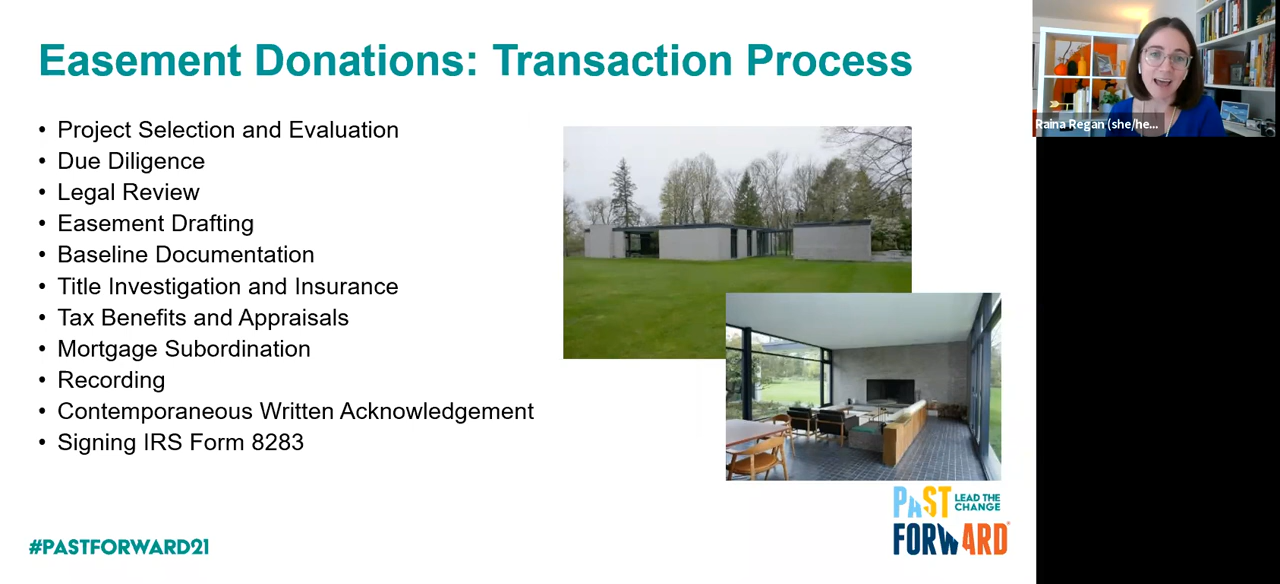 Easement Donations: Transaction Process
• Project Selection and Evaluation
• Due Diligence
• Legal Review
• Easement Drafting
• Baseline Documentation
• Title Investigation and Insurance
• Tax Benefits and Appraisals
• Mortgage Subordination
• Recording
• Contemporaneous Written Acknowledgement
• Signing IRS Form 8283
Raina Regan (she/he...
PAST LEAD THE
CHANGE
FORWARD®
#PASTFORWARD21